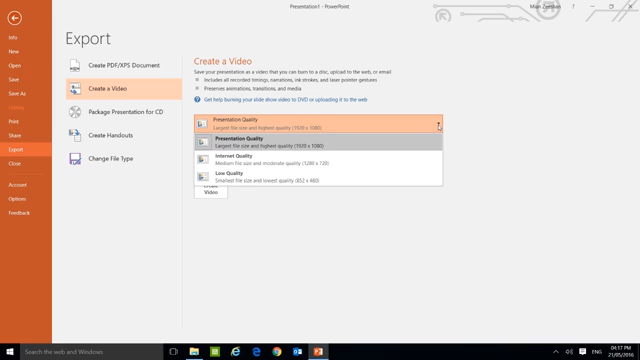 Presentation1 - PowerPoint
Mian Zeeshan
?
Info
New
Open
Save
Save As
History
Print
Share
Export
Close
Account
Options
Feedback
Export
Create PDF/XPS Document
Create a Video
Package Presentation for CD
Create Handouts
Change File Type
Create a Video
Save your presentation as a video that you can burn to a disc, upload to the web, or email
Includes all recorded timings, narrations, ink strokes, and laser pointer gestures
Preserves animations, transitions, and media
Get help burning your slide show video to DVD or uploading it to the web
Presentation Quality
Largest file size and highest quality (1920 x 1080)
Presentation Quality
Largest file size and highest quality (1920 x 1080)
Internet Quality
Medium file size and moderate quality (1280 x 720)
Low Quality
Smallest file size and lowest quality (852 x 480)
Create
Video
Search the web and Windows
ENG
04:17 PM
21/05/2016